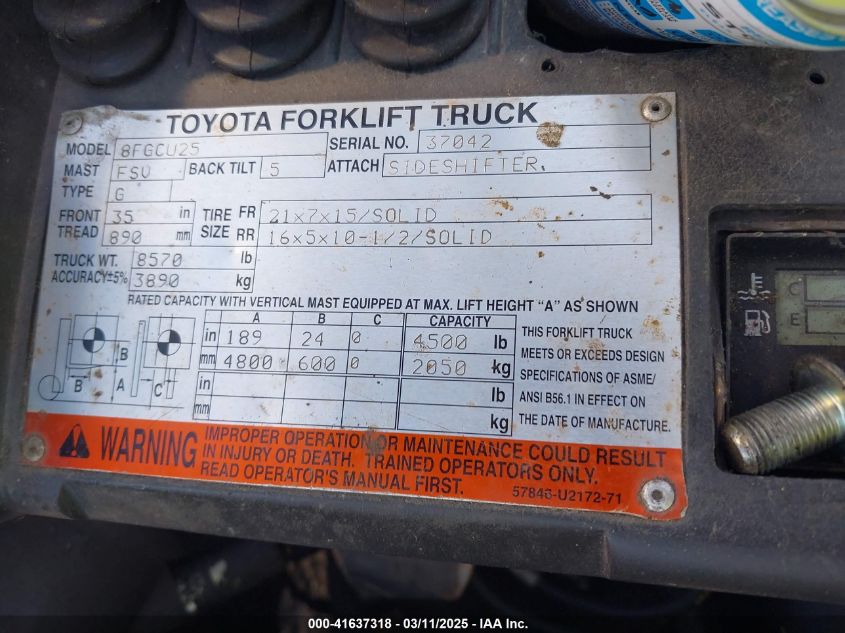 TOYOTA FORKLIFT TRUCK
MODEL 8FGCU25 SERIAL NO. 37042
MAST FSV BACK TILT 5 ATTACH SIDESHIFTER.
TYPE G
FRONT TREAD 35 in 890 mm
TIRE SIZE FR 21x7x15/SOLID
RR 16x5x10-1/2/SOLID
TRUCK WT. 8570 lb
ACCURACY±5% 3890 kg
RATED CAPACITY WITH VERTICAL MAST EQUIPPED AT MAX. LIFT HEIGHT "A" AS SHOWN
A B C CAPACITY
in 189 24 0 4500 lb
mm 4800 600 0 2050 kg
in lb
mm kg
B B A C
THIS FORKLIFT TRUCK
MEETS OR EXCEEDS DESIGN
SPECIFICATIONS OF ASME/
ANSI B56.1 IN EFFECT ON
THE DATE OF MANUFACTURE.
WARNING
IMPROPER OPERATION OR MAINTENANCE COULD RESULT
IN INJURY OR DEATH. TRAINED OPERATORS ONLY.
READ OPERATOR'S MANUAL FIRST.
57846-U2172-71
C
E
000-41637318 - 03/11/2025 - IAA, Inc.